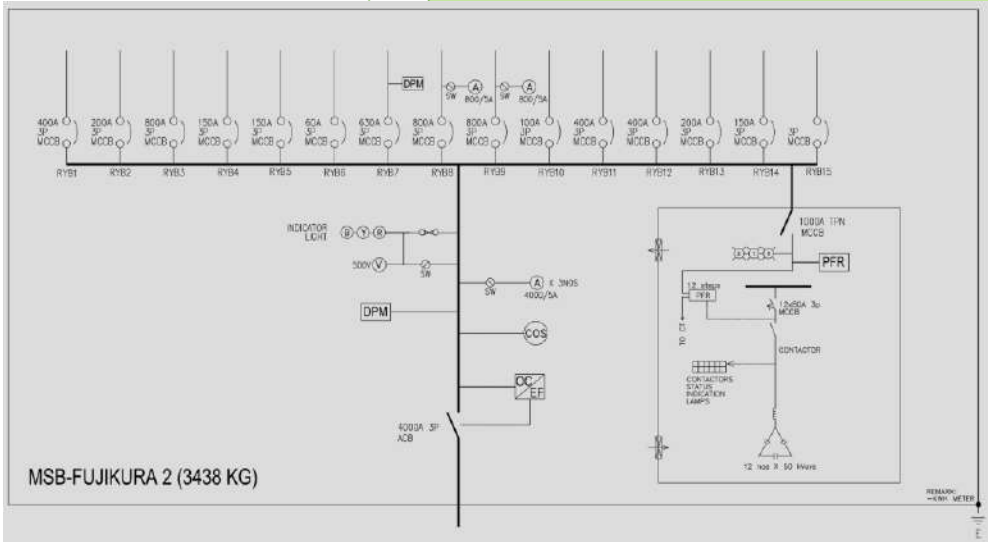 DPM
SW
A
800/5A
SW
A
800/5A
400A
3P
MCCB
200A
3P
MCCB
800A
3P
MCCB
150A
3P
MCCB
150A
3P
MCCB
60A
3P
MCCB
630A
3P
MCCB
800A
3P
MCCB
800A
3P
MCCB
100A
3P
MCCB
400A
3P
MCCB
400A
3P
MCCB
200A
3P
MCCB
150A
3P
MCCB
3P
MCCB
RYB1
RYB2
RYB3
RYB4
RYB5
RYB6
RYB7
RYB8
RYB9
RYB10
RYB11
RYB12
RYB13
RYB14
RYB15
INDICATOR
LIGHT
B Y R
500V V
SW
SW
A X 3NOS
4000/5A
DPM
COS
OC
EF
4000A 3P
ACB
1000A TPN
MCCB
PFR
12 steps
PFR
TO CT
12x80A 3p
MCCB
CONTACTOR
CONTACTORS
STATUS
INDICATION
LAMPS
12 nos X 50 kVars
MSB-FUJIKURA 2 (3438 KG)
REMARK:
-KWH METER